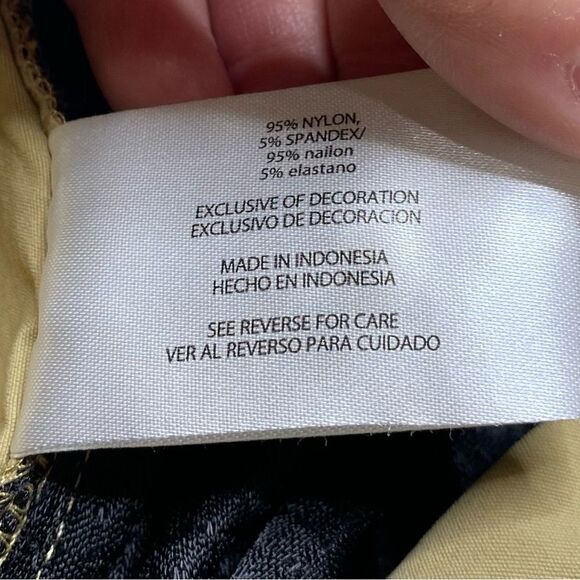 95% NYLON,
5% SPANDEX/
95% nailon
5% elastano
EXCLUSIVE OF DECORATION
EXCLUSIVO DE DECORACION
MADE IN INDONESIA
HECHO EN INDONESIA
SEE REVERSE FOR CARE
VER AL REVERSO PARA CUIDADO